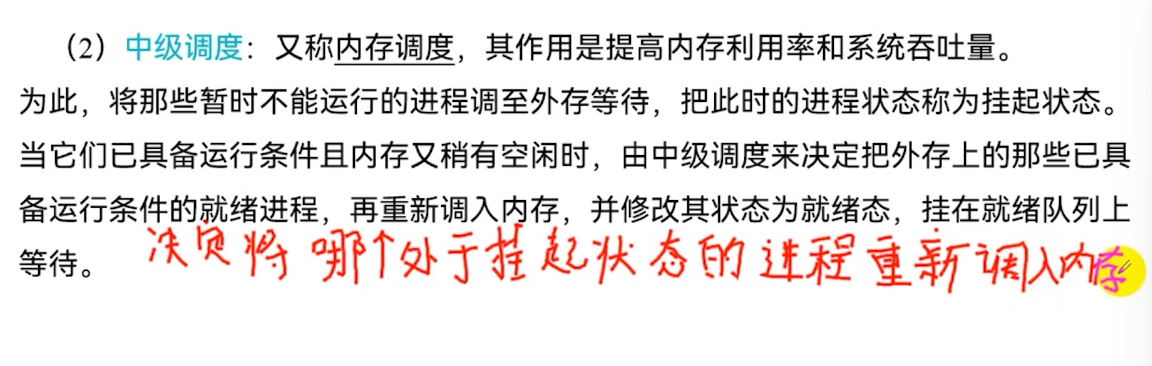 （2）中级调度：又称内存调度，其作用是提高内存利用率和系统吞吐量。
为此，将那些暂时不能运行的进程调至外存等待，把此时的进程状态称为挂起状态。
当它们已具备运行条件且内存又稍有空闲时，由中级调度来决定把外存上的那些已具
备运行条件的就绪进程，再重新调入内存，并修改其状态为就绪态，挂在就绪队列上
等待。
决定将哪个处于挂起状态的进程重新调入内存